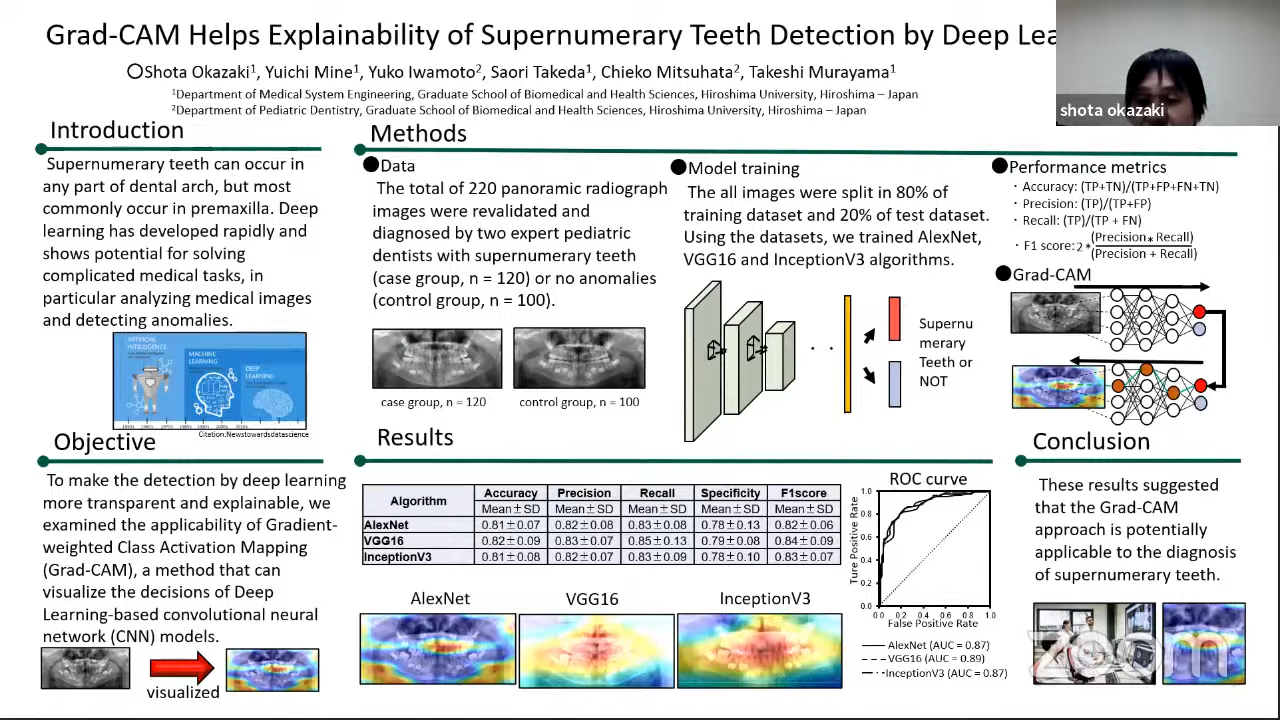 Grad-CAM Helps Explainability of Supernumerary Teeth Detection by Deep Lea
○Shota Okazaki¹, Yuichi Mine¹, Yuko Iwamoto², Saori Takeda¹, Chieko Mitsuhata², Takeshi Murayama¹
¹Department of Medical System Engineering, Graduate School of Biomedical and Health Sciences, Hiroshima University, Hiroshima – Japan
²Department of Pediatric Dentistry, Graduate School of Biomedical and Health Sciences, Hiroshima University, Hiroshima – Japan
shota okazaki
Introduction
Supernumerary teeth can occur in
any part of dental arch, but most
commonly occur in premaxilla. Deep
learning has developed rapidly and
shows potential for solving
complicated medical tasks, in
particular analyzing medical images
and detecting anomalies.
ARTIFICIAL
INTELLIGENCE
MACHINE
LEARNING
DEEP
LEARNING
Citation:Newstowardsdatascience
Objective
To make the detection by deep learning
more transparent and explainable, we
examined the applicability of Gradient-
weighted Class Activation Mapping
(Grad-CAM), a method that can
visualize the decisions of Deep
Learning-based convolutional neural
network (CNN) models.
visualized
Methods
●Data
The total of 220 panoramic radiograph
images were revalidated and
diagnosed by two expert pediatric
dentists with supernumerary teeth
(case group, n = 120) or no anomalies
(control group, n = 100).
case group, n = 120
control group, n = 100
●Model training
The all images were split in 80% of
training dataset and 20% of test dataset.
Using the datasets, we trained AlexNet,
VGG16 and InceptionV3 algorithms.
Supernu
merary
Teeth or
NOT
●Performance metrics
・Accuracy: (TP+TN)/(TP+FP+FN+TN)
・Precision: (TP)/(TP+FP)
・Recall: (TP)/(TP + FN)
・F1 score: 2*(Precision*Recall)
(Precision + Recall)
●Grad-CAM
Results
Algorithm Accuracy Precision Recall Specificity F1score
Mean±SD Mean±SD Mean±SD Mean±SD Mean±SD
AlexNet 0.81±0.07 0.82±0.08 0.83±0.08 0.78±0.13 0.82±0.06
VGG16 0.82±0.09 0.83±0.07 0.85±0.13 0.79±0.08 0.84±0.09
InceptionV3 0.81±0.08 0.82±0.07 0.83±0.09 0.78±0.10 0.83±0.07
AlexNet
VGG16
InceptionV3
ROC curve
Ture Positive Rate
1.0
0.8
0.6
0.4
0.2
0.0
0.0 0.2 0.4 0.6 0.8 1.0
False Positive Rate
AlexNet (AUC = 0.87)
VGG16 (AUC = 0.89)
InceptionV3 (AUC = 0.87)
Conclusion
These results suggested
that the Grad-CAM
approach is potentially
applicable to the diagnosis
of supernumerary teeth.
zoom